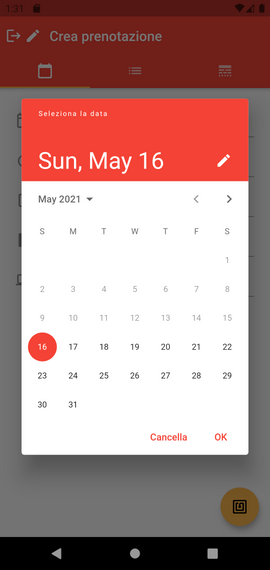 1:31
Crea prenotazione
Seleziona la data
Sun, May 16
May 2021
S M T W T F S
1
2 3 4 5 6 7 8
9 10 11 12 13 14 15
16 17 18 19 20 21 22
23 24 25 26 27 28 29
30 31
Cancella OK